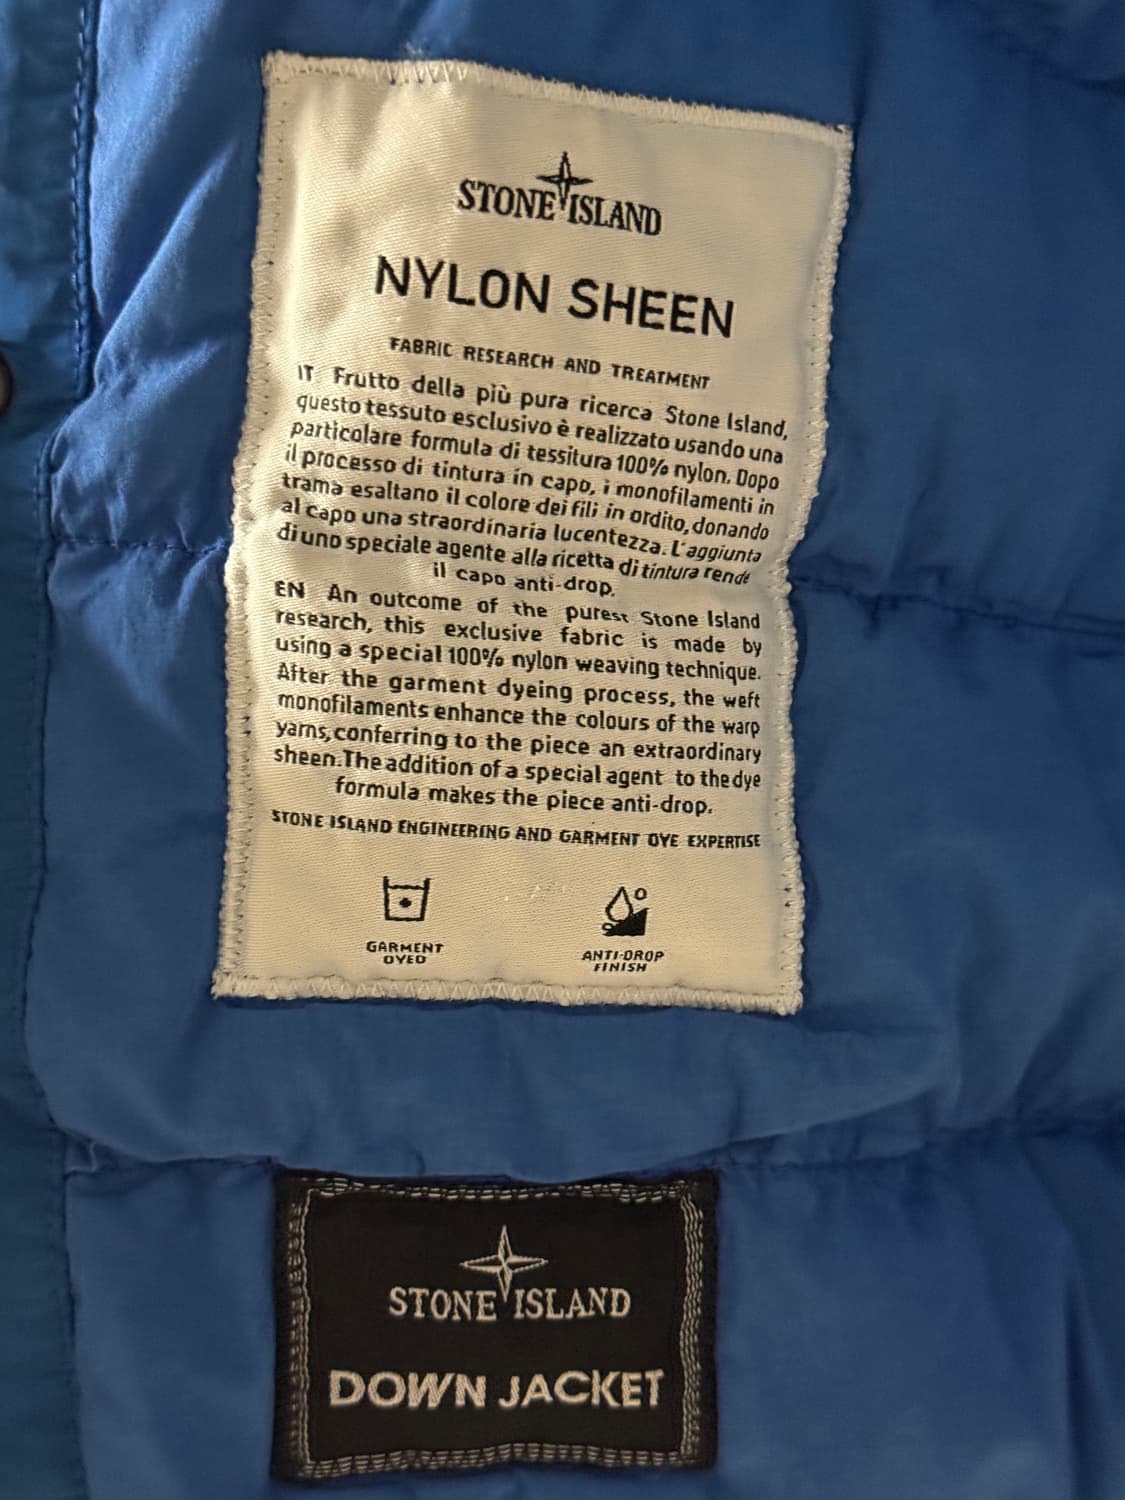 STONE ISLAND
NYLON SHEEN
FABRIC RESEARCH AND TREATMENT
IT Frutto della più pura ricerca Stone Island,
questo tessuto esclusivo è realizzato usando una
particolare formula di tessitura 100% nylon. Dopo
il processo di tintura in capo, i monofilamenti in
trama esaltano il colore dei fili in ordito, donando
al capo una straordinaria lucentezza. L'aggiunta
di uno speciale agente alla ricetta di tintura rende
il capo anti-drop.
EN An outcome of the purest Stone Island
research, this exclusive fabric is made by
using a special 100% nylon weaving technique.
After the garment dyeing process, the weft
monofilaments enhance the colours of the warp
yarns, conferring to the piece an extraordinary
sheen. The addition of a special agent to the dye
formula makes the piece anti-drop.
STONE ISLAND ENGINEERING AND GARMENT DYE EXPERTISE
GARMENT
DYED
ANTI-DROP
FINISH
STONE ISLAND
DOWN JACKET